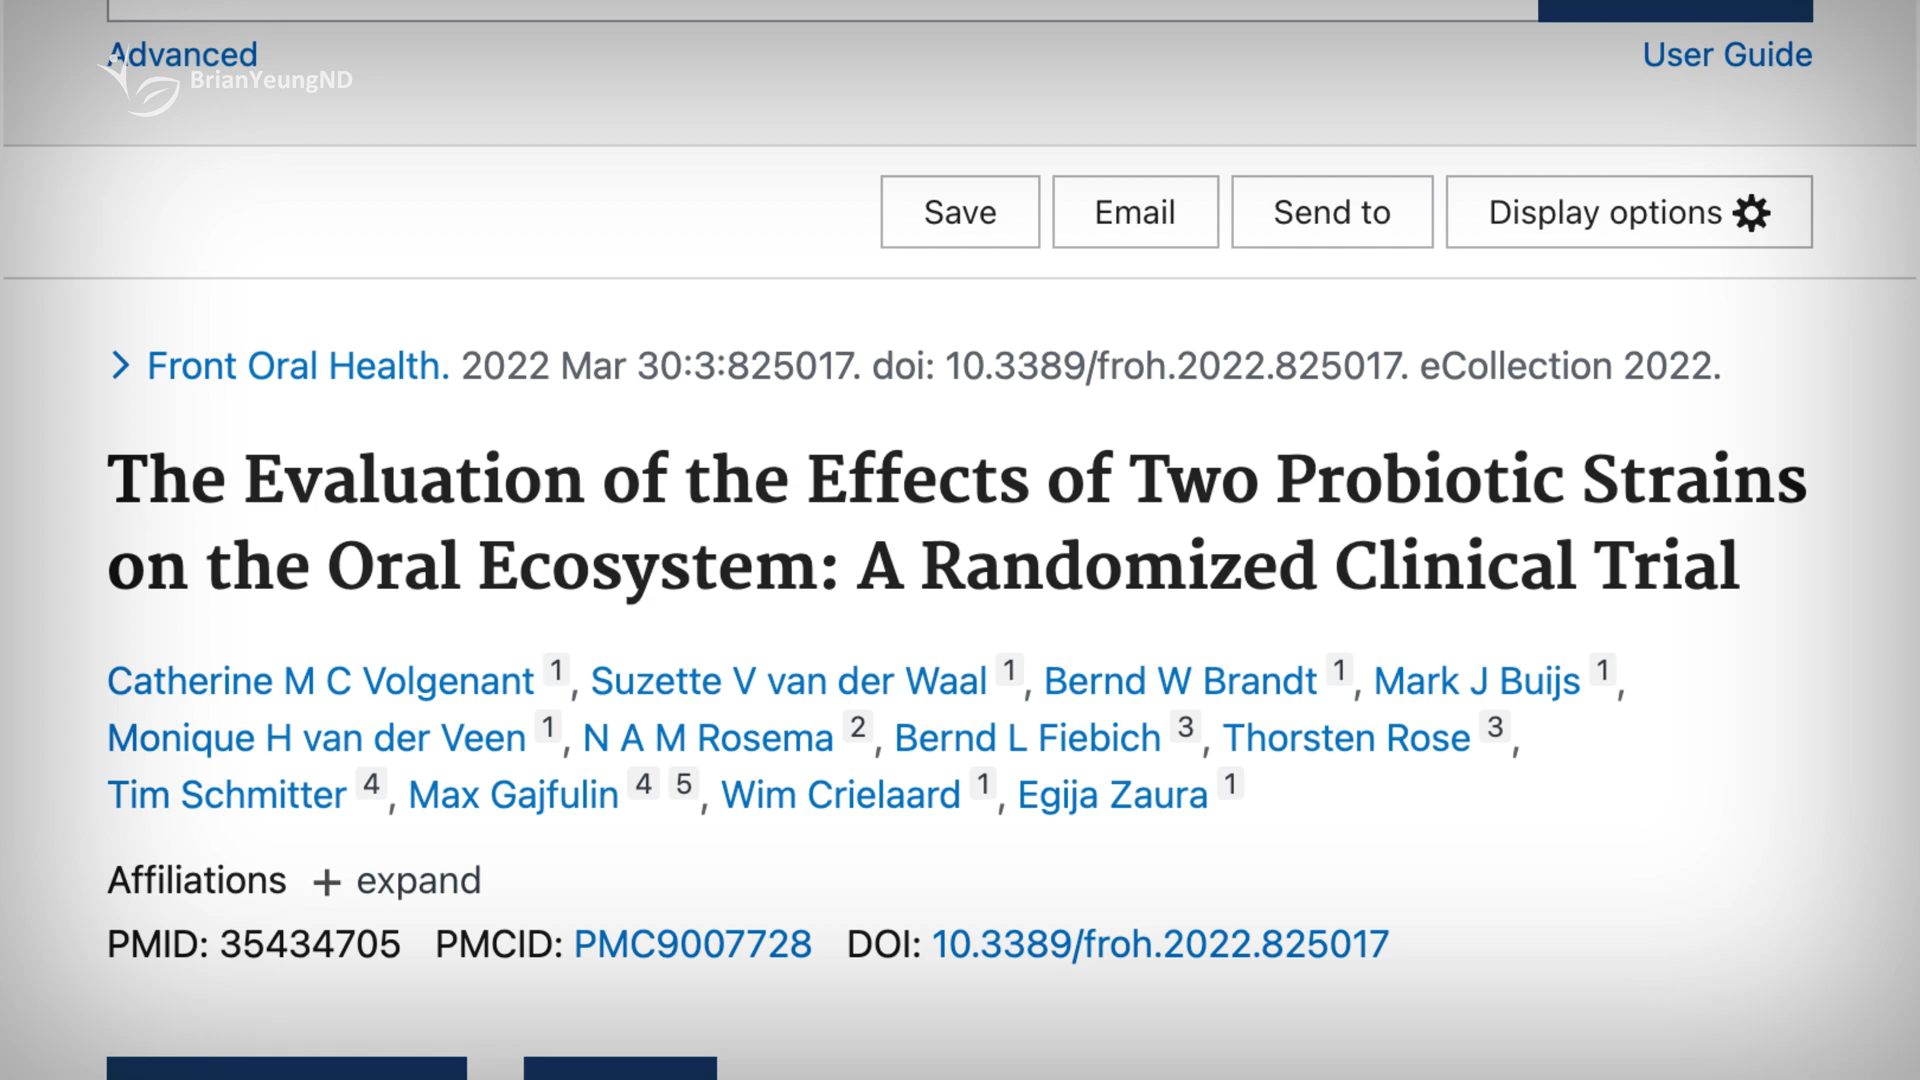 Advanced
User Guide
BrianYeungND
Save
Email
Send to
Display options
Front Oral Health. 2022 Mar 30:3:825017. doi: 10.3389/froh.2022.825017. eCollection 2022.
The Evaluation of the Effects of Two Probiotic Strains
on the Oral Ecosystem: A Randomized Clinical Trial
Catherine M C Volgenant 1, Suzette V van der Waal 1, Bernd W Brandt 1, Mark J Buijs 1,
Monique H van der Veen 1, N A M Rosema 2, Bernd L Fiebich 3, Thorsten Rose 3,
Tim Schmitter 4, Max Gajfulin 4 5, Wim Crielaard 1, Egija Zaura 1
Affiliations + expand
PMID: 35434705 PMCID: PMC9007728 DOI: 10.3389/froh.2022.825017